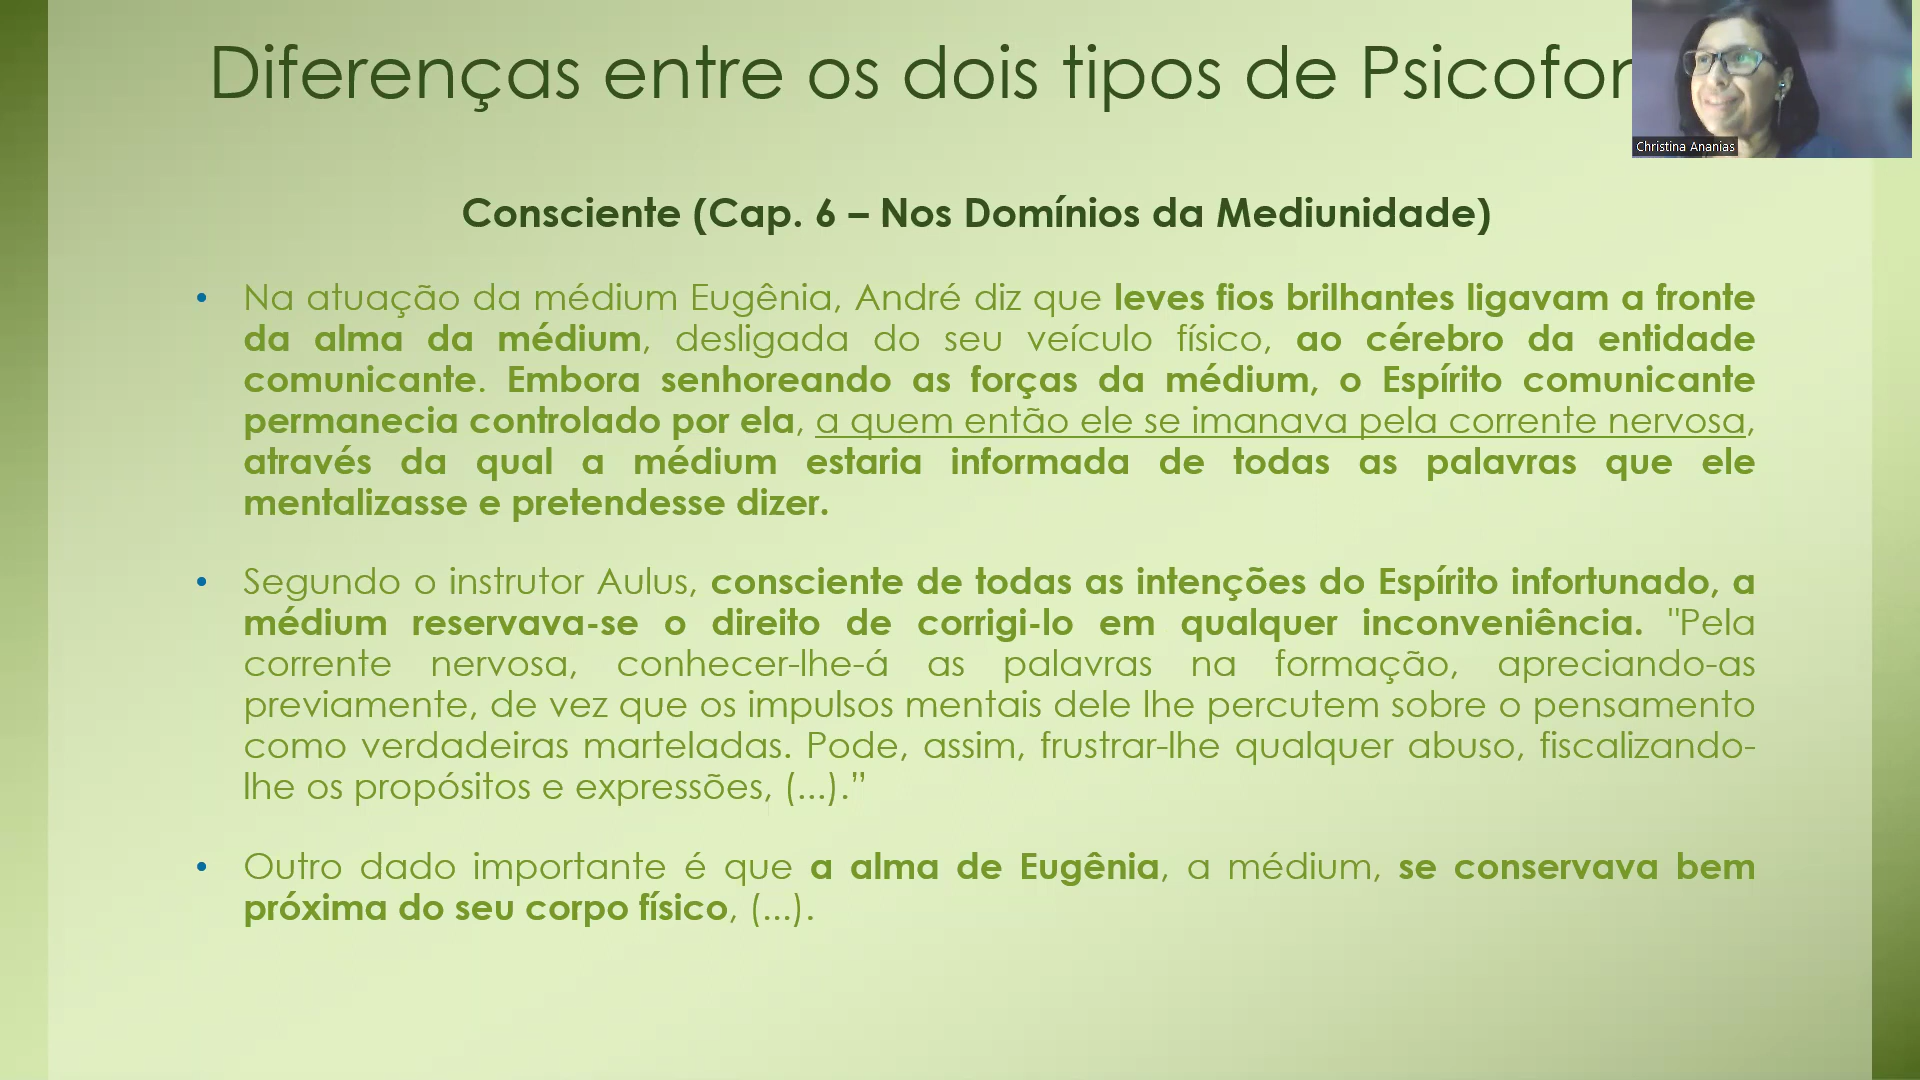 Diferenças entre os dois tipos de Psicofon
Christina Ananias
Consciente (Cap. 6 – Nos Domínios da Mediunidade)
• Na atuação da médium Eugênia, André diz que leves fios brilhantes ligavam a fronte
da alma da médium, desligada do seu veículo físico, ao cérebro da entidade
comunicante. Embora senhoreando as forças da médium, o Espírito comunicante
permanecia controlado por ela, a quem então ele se imanava pela corrente nervosa,
através da qual a médium estaria informada de todas as palavras que ele
mentalizasse e pretendesse dizer.
• Segundo o instrutor Aulus, consciente de todas as intenções do Espírito infortunado, a
médium reservava-se o direito de corrigi-lo em qualquer inconveniência. "Pela
corrente nervosa, conhecer-lhe-á as palavras na formação, apreciando-as
previamente, de vez que os impulsos mentais dele lhe percutem sobre o pensamento
como verdadeiras marteladas. Pode, assim, frustrar-lhe qualquer abuso, fiscalizando-
lhe os propósitos e expressões, (...).”
• Outro dado importante é que a alma de Eugênia, a médium, se conservava bem
próxima do seu corpo físico, (...).